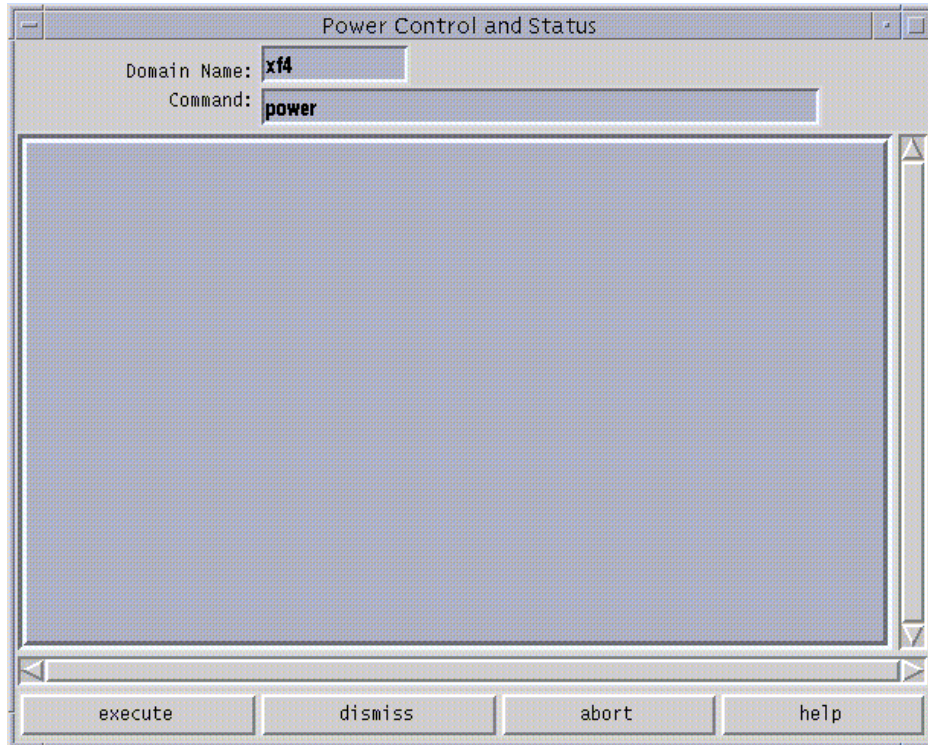 Power Control and Status
Domain Name: xf4
Command: power
execute dismiss abort help